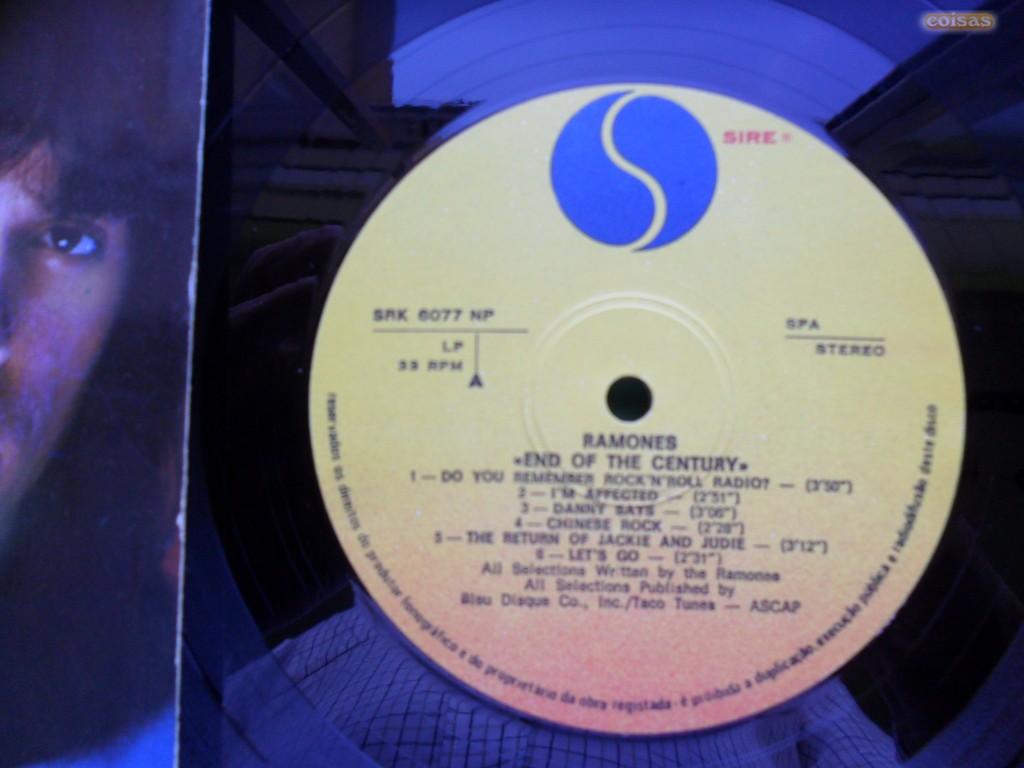 coisas
SIRE ®
SRK 6077 NP
LP
33 RPM
A
SPA
STEREO
RAMONES
«END OF THE CENTURY»
1 — DO YOU REMEMBER ROCK'N'ROLL RADIO? — (3'50")
2 — I'M AFFECTED — (2'51")
3 — DANNY SAYS — (3'06")
4 — CHINESE ROCK — (2'28")
5 — THE RETURN OF JACKIE AND JUDIE — (3'12")
6 — LET'S GO — (2'31")
All Selections Written by the Ramones
All Selections Published by
Bleu Disque Co., Inc./Taco Tunes — ASCAP
reservados os direitos do produtor fonográfico e do proprietário da obra registada - é proibida a duplicação, execução pública e radiodifusão deste disco